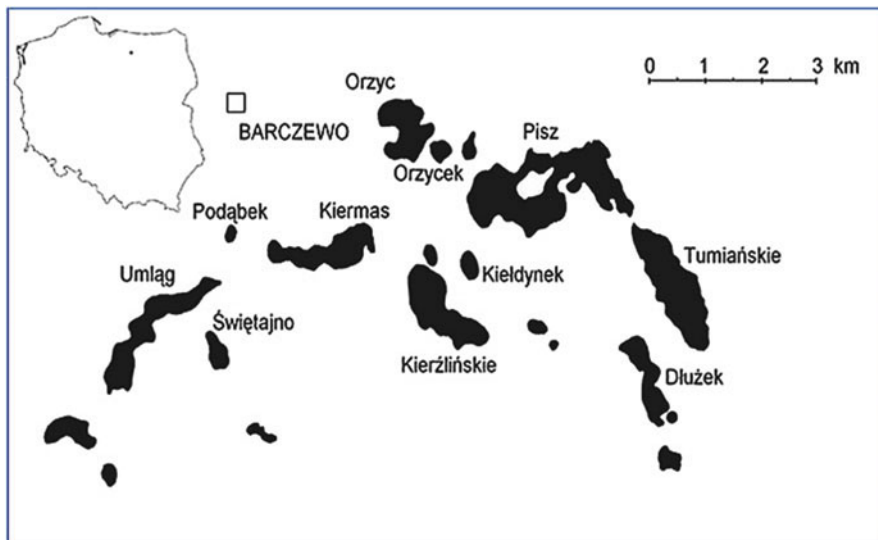 Orzyc
0 1 2 3 km
BARCZEWO
Pisz
Orzycek
Podąbek
Kiermas
Tumiańskie
Umląg
Kiełdynek
Świętajno
Kierźlińskie
Dłużek